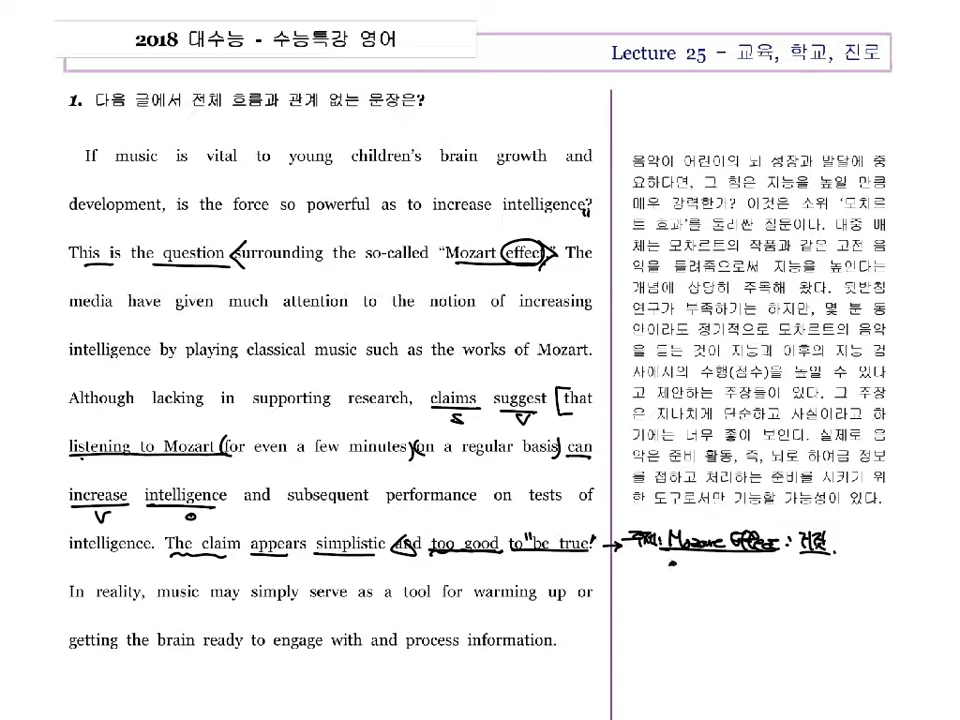 2018 대수능 - 수능특강 영어
Lecture 25 – 교육, 학교, 진로
1. 다음 글에서 전체 흐름과 관계 없는 문장은?
If music is vital to young children's brain growth and
development, is the force so powerful as to increase intelligence?
This is the question surrounding the so-called "Mozart effect." The
media have given much attention to the notion of increasing
intelligence by playing classical music such as the works of Mozart.
Although lacking in supporting research, claims suggest that
S V
listening to Mozart for even a few minutes on a regular basis can
increase intelligence and subsequent performance on tests of
V O
intelligence. The claim appears simplistic and too good to be true.
In reality, music may simply serve as a tool for warming up or
getting the brain ready to engage with and process information.
음악이 어린이의 뇌 성장과 발달에 중
요하다면, 그 힘은 지능을 높일 만큼
매우 강력한가? 이것은 소위 '모차르
트 효과'를 둘러싼 질문이다. 대중 매
체는 모차르트의 작품과 같은 고전 음
악을 들려줌으로써 지능을 높인다는
개념에 상당히 주목해 왔다. 뒷받침
연구가 부족하기는 하지만, 몇 분 동
안이라도 정기적으로 모차르트의 음악
을 듣는 것이 지능과 이후의 지능 검
사에서의 수행(점수)을 높일 수 있다
고 제안하는 주장들이 있다. 그 주장
은 지나치게 단순하고 사실이라고 하
기에는 너무 좋아 보인다. 실제로 음
악은 준비 활동, 즉, 뇌로 하여금 정보
를 접하고 처리하는 준비를 시키기 위
한 도구로서만 기능할 가능성이 있다.
→ 주제: Mozart Effect : 거짓.